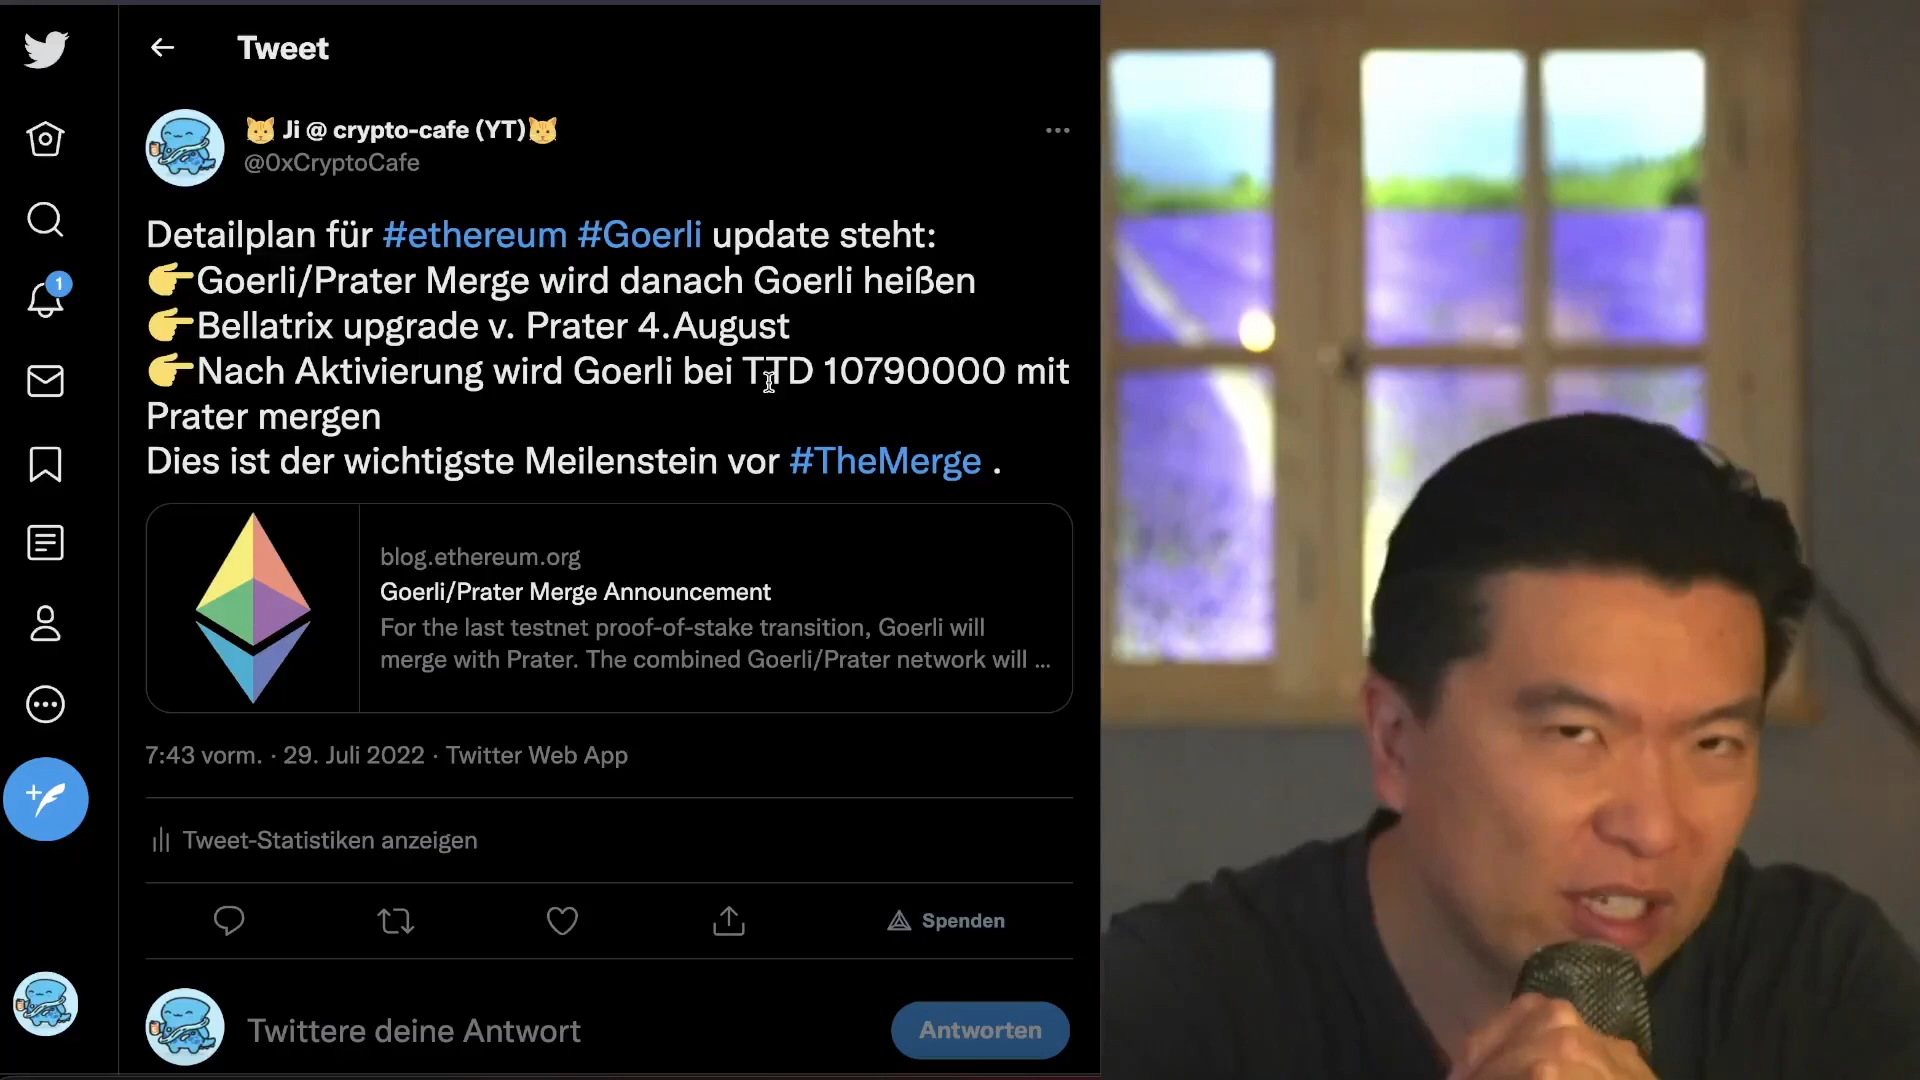 Tweet
🐱 Ji @ crypto-cafe (YT)🐱
@0xCryptoCafe
Detailplan für #ethereum #Goerli update steht:
👉Goerli/Prater Merge wird danach Goerli heißen
👉Bellatrix upgrade v. Prater 4.August
👉Nach Aktivierung wird Goerli bei TTD 10790000 mit
Prater mergen
Dies ist der wichtigste Meilenstein vor #TheMerge .
blog.ethereum.org
Goerli/Prater Merge Announcement
For the last testnet proof-of-stake transition, Goerli will
merge with Prater. The combined Goerli/Prater network will ...
7:43 vorm. · 29. Juli 2022 · Twitter Web App
Tweet-Statistiken anzeigen
Spenden
Twittere deine Antwort
Antworten
1